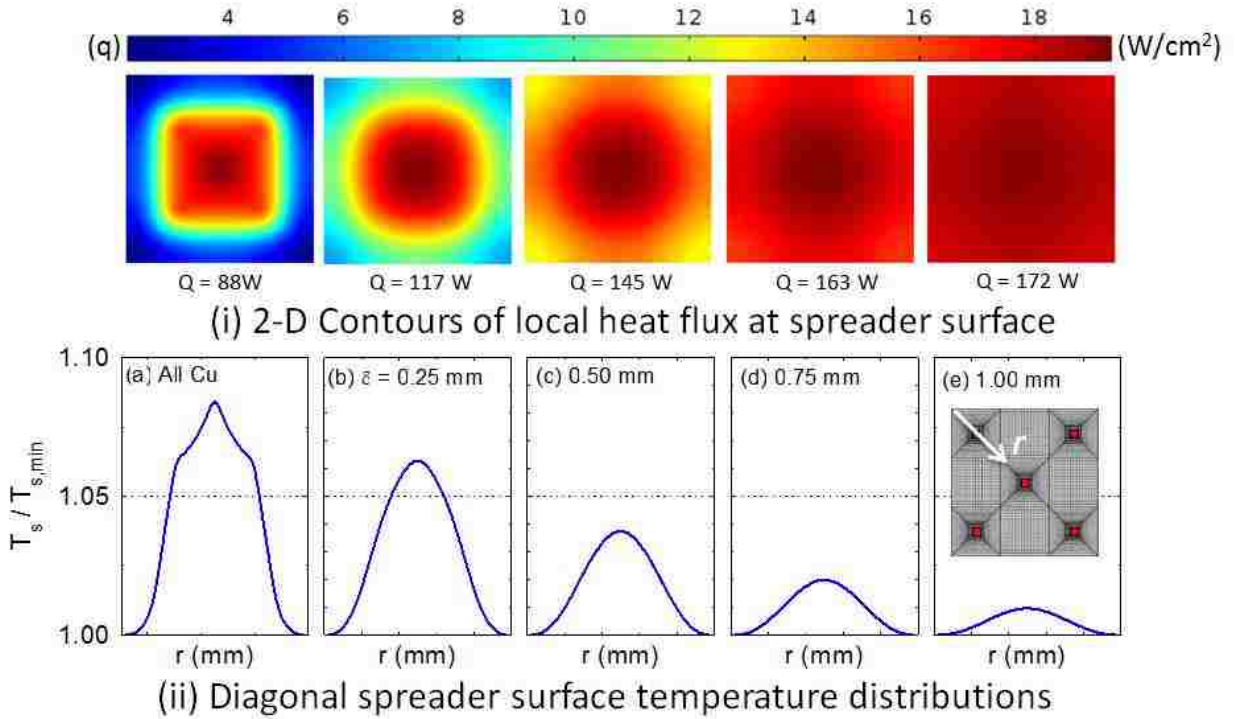 4 6 8 10 12 14 16 18
(q) (W/cm²)
Q = 88W Q = 117 W Q = 145 W Q = 163 W Q = 172 W
(i) 2-D Contours of local heat flux at spreader surface
1.10
(a) All Cu (b) δ = 0.25 mm (c) 0.50 mm (d) 0.75 mm (e) 1.00 mm
r
1.05
T_s / T_s,min
1.00
r (mm) r (mm) r (mm) r (mm) r (mm)
(ii) Diagonal spreader surface temperature distributions